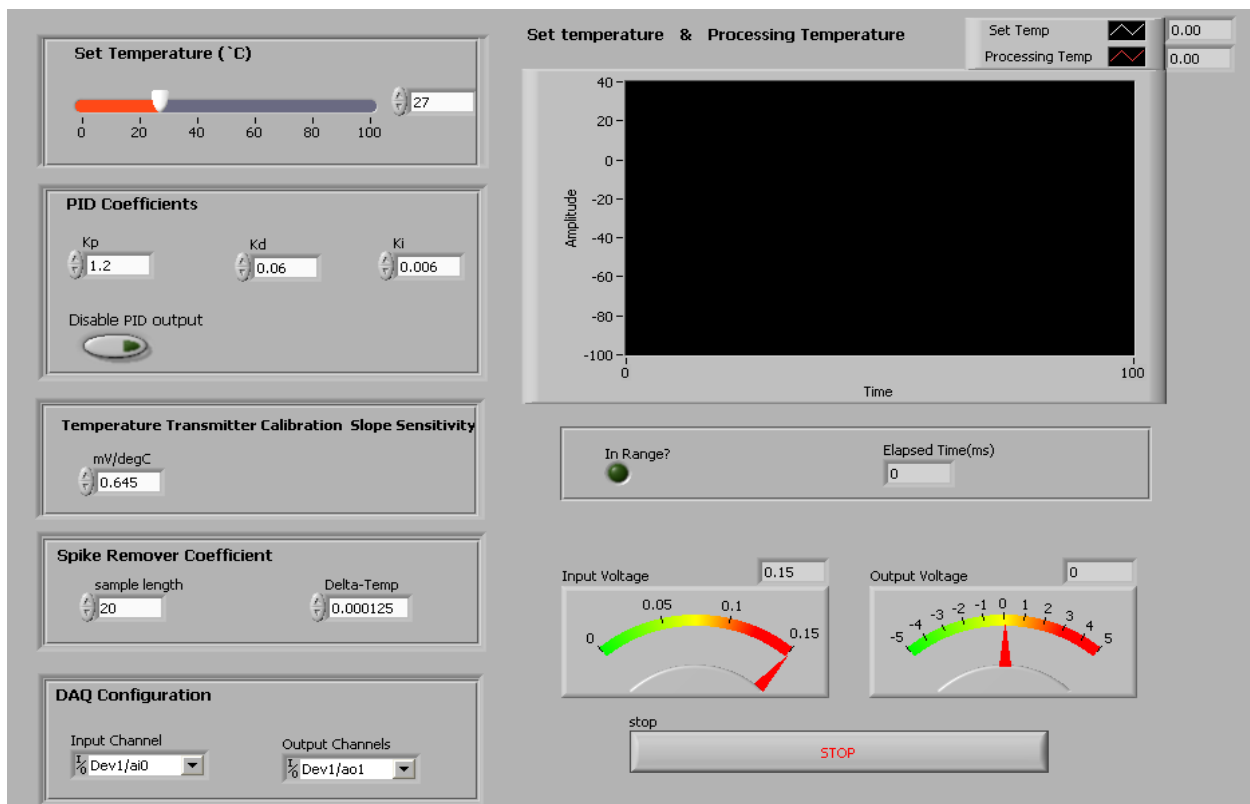 Set Temperature (`C)
27
0 20 40 60 80 100
PID Coefficients
Kp
1.2
Kd
0.06
Ki
0.006
Disable PID output
Temperature Transmitter Calibration Slope Sensitivity
mV/degC
0.645
Spike Remover Coefficient
sample length
20
Delta-Temp
0.000125
DAQ Configuration
Input Channel
I/0 Dev1/ai0
Output Channels
I/0 Dev1/ao1
Set temperature & Processing Temperature
Set Temp 0.00
Processing Temp 0.00
Amplitude
40
20
0
-20
-40
-60
-80
-100
0 100
Time
In Range?
Elapsed Time(ms)
0
Input Voltage 0.15
0 0.05 0.1 0.15
Output Voltage 0
-5 -4 -3 -2 -1 0 1 2 3 4 5
stop
STOP